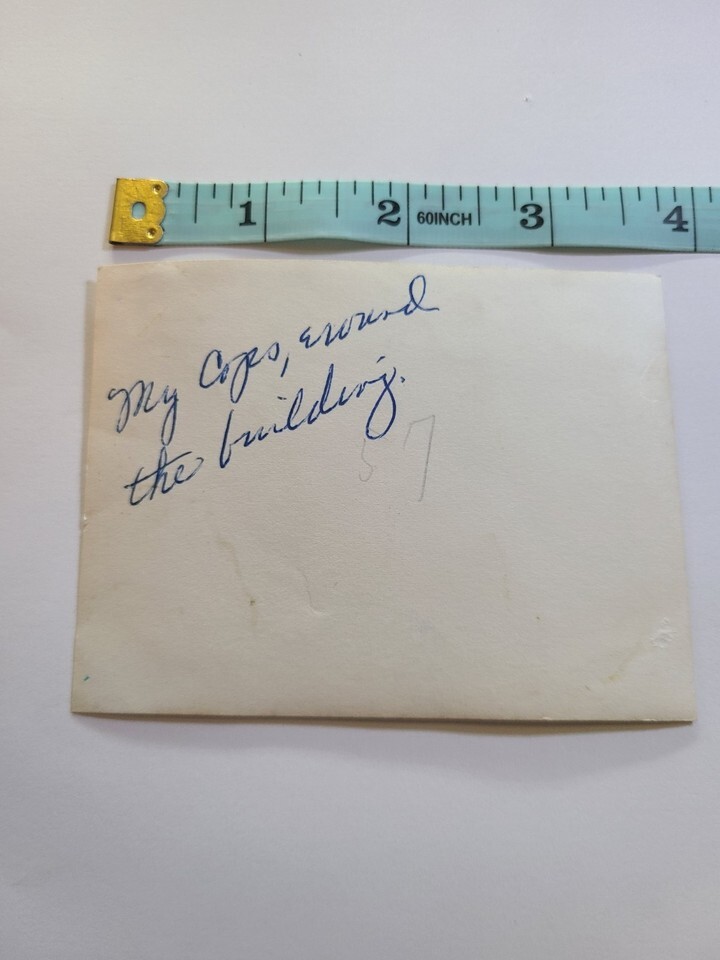 1 2 60INCH 3 4
My Cops, around
the building.
57